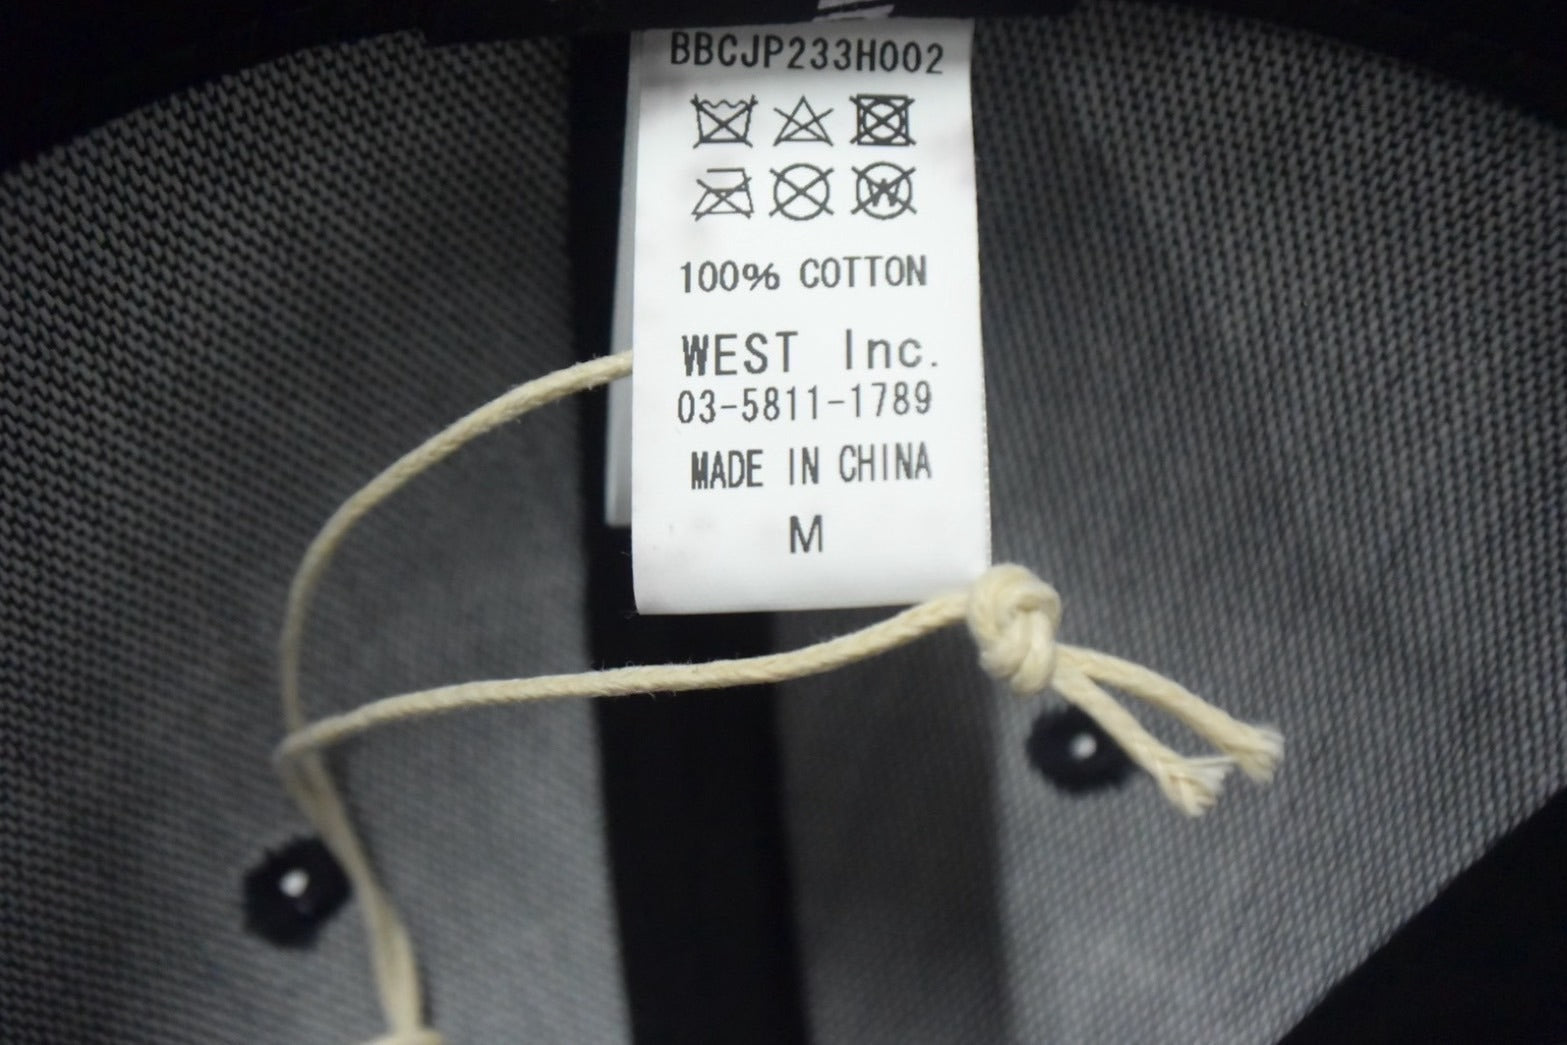 BBCJP233H002
100% COTTON
WEST Inc.
03-5811-1789
MADE IN CHINA
M